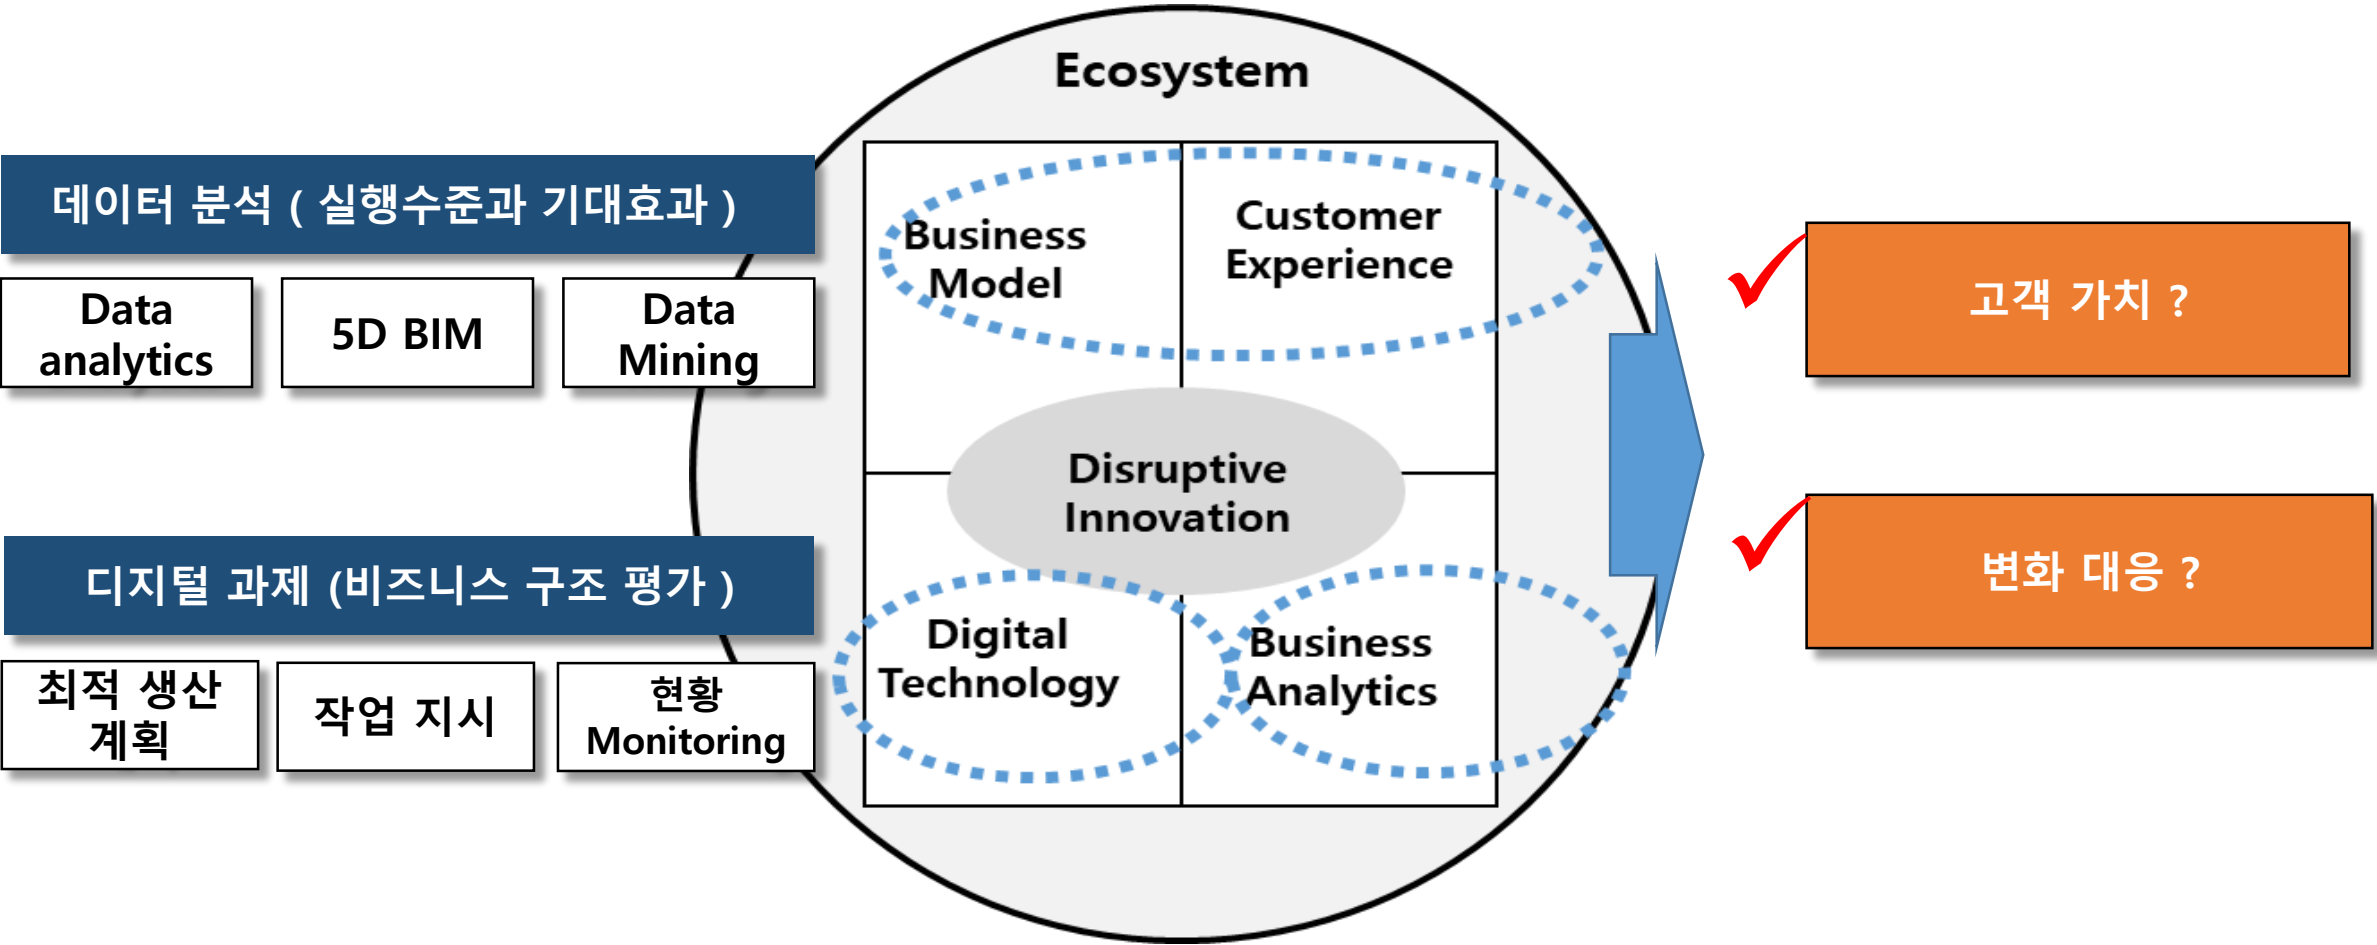 Ecosystem
데이터 분석 ( 실행수준과 기대효과 )
Data
analytics
5D BIM
Data
Mining
디지털 과제 (비즈니스 구조 평가 )
최적 생산
계획
작업 지시
현황
Monitoring
Business
Model
Customer
Experience
Disruptive
Innovation
Digital
Technology
Business
Analytics
고객 가치 ?
변화 대응 ?